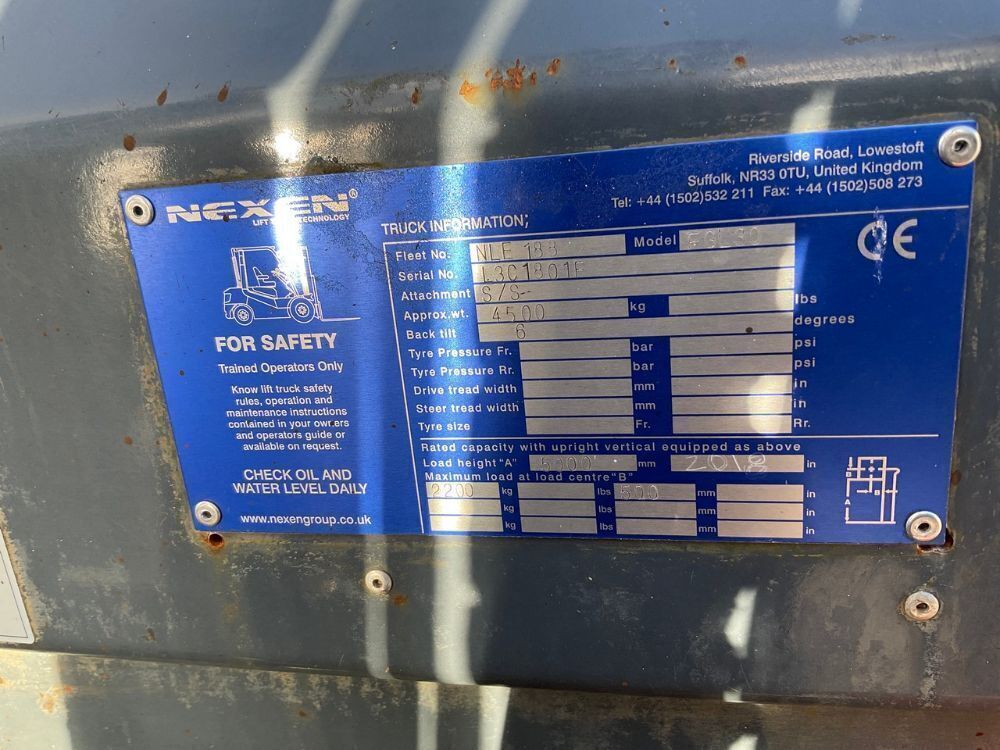 NEXEN®
LIFT TECHNOLOGY
FOR SAFETY
Trained Operators Only
Know lift truck safety
rules, operation and
maintenance instructions
contained in your owners
and operators guide or
available on request.
CHECK OIL AND
WATER LEVEL DAILY
www.nexengroup.co.uk
Riverside Road, Lowestoft
Suffolk, NR33 0TU, United Kingdom
Tel: +44 (1502)532 211 Fax: +44 (1502)508 273
CE
TRUCK INFORMATION;
Fleet No. NLE 188 Model
Serial No. L3C1801F
Attachment S/S-
Approx.wt. 4500 kg lbs
Back tilt 6 degrees
Tyre Pressure Fr. bar psi
Tyre Pressure Rr. bar psi
Drive tread width mm in
Steer tread width mm in
Tyre size Fr. Rr.
Rated capacity with upright vertical equipped as above
Load height "A" 5000 mm 2018 in
Maximum load at load centre "B"
2200 kg lbs 500 mm in
kg lbs mm in
kg lbs mm in
A
B